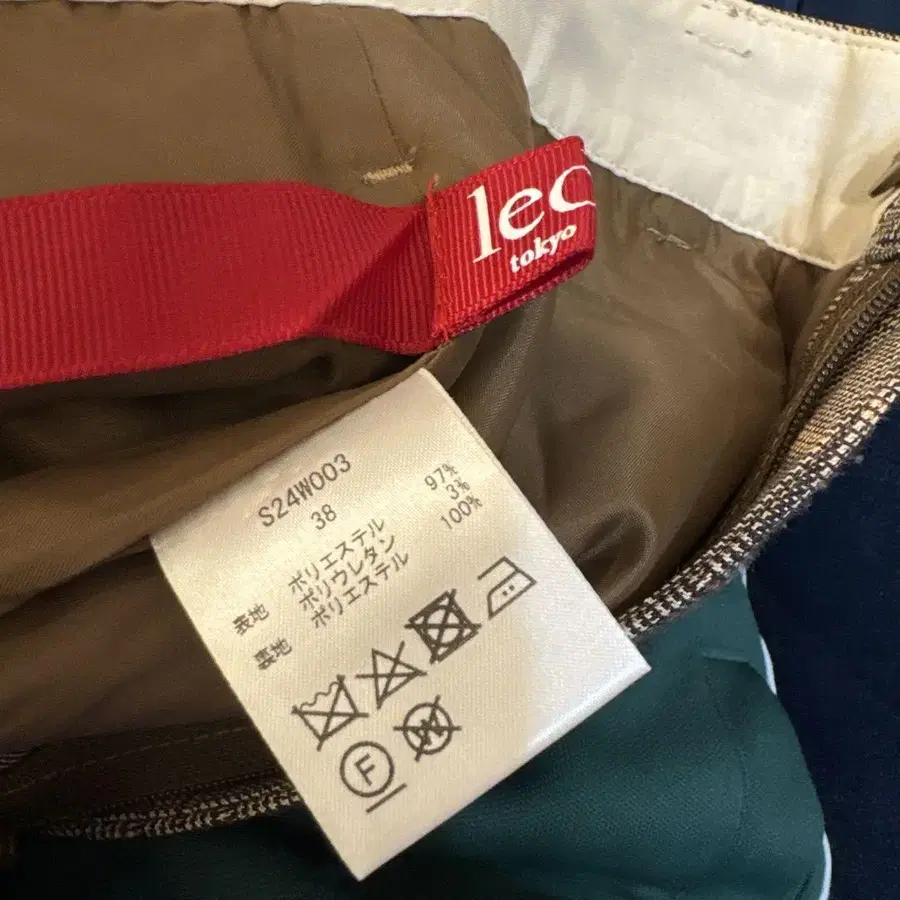 lec
tokyo
S24W003
38
表地 ポリエステル 97%
ポリウレタン 3%
裏地 ポリエステル 100%
F W